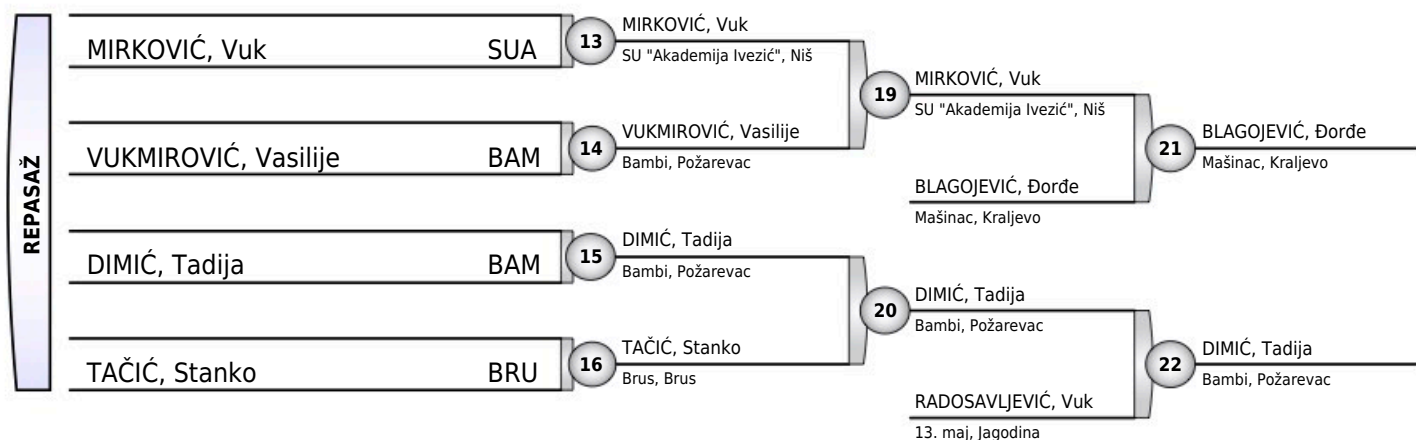 REPASAŽ
MIRKOVIĆ, Vuk SUA
VUKMIROVIĆ, Vasilije BAM
DIMIĆ, Tadija BAM
TAČIĆ, Stanko BRU
13
MIRKOVIĆ, Vuk
SU "Akademija Ivezić", Niš
14
VUKMIROVIĆ, Vasilije
Bambi, Požarevac
15
DIMIĆ, Tadija
Bambi, Požarevac
16
TAČIĆ, Stanko
Brus, Brus
19
MIRKOVIĆ, Vuk
SU "Akademija Ivezić", Niš
BLAGOJEVIĆ, Đorđe
Mašinac, Kraljevo
20
DIMIĆ, Tadija
Bambi, Požarevac
RADOSAVLJEVIĆ, Vuk
13. maj, Jagodina
21
BLAGOJEVIĆ, Đorđe
Mašinac, Kraljevo
22
DIMIĆ, Tadija
Bambi, Požarevac